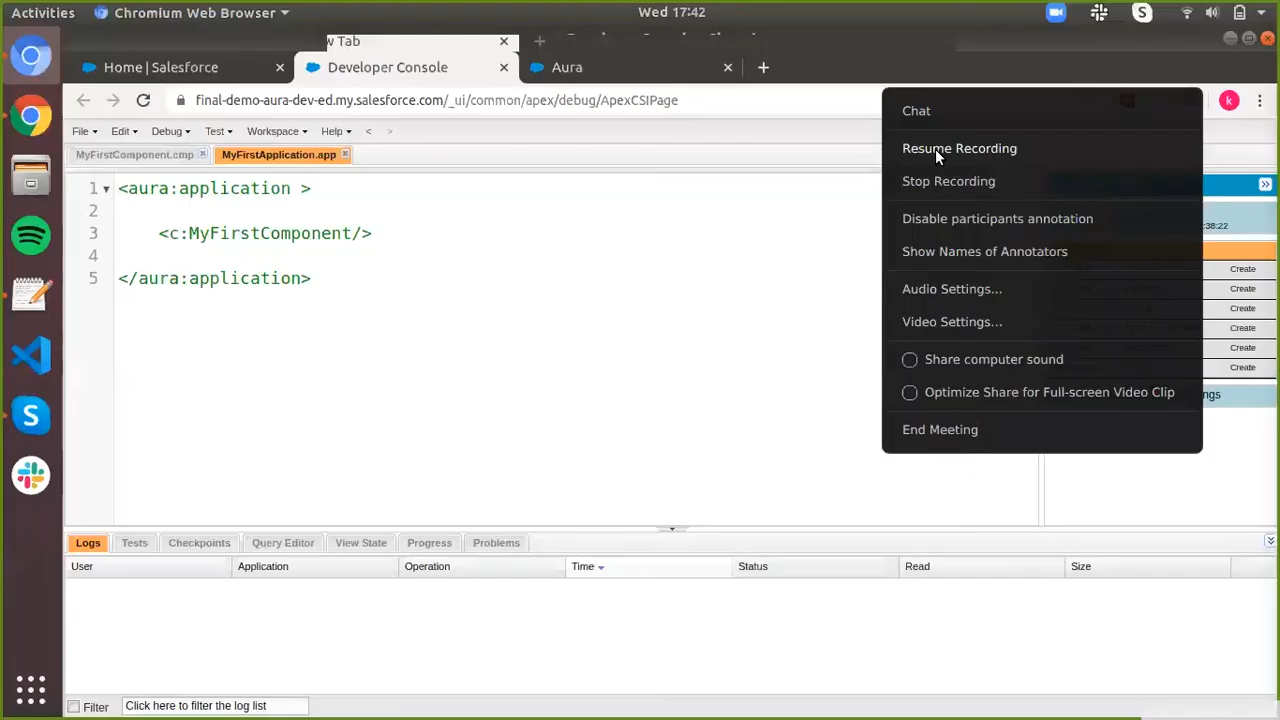 Activities Chromium Web Browser Wed 17:42
w Tab
Home | Salesforce Developer Console Aura
final-demo-aura-dev-ed.my.salesforce.com/_ui/common/apex/debug/ApexCSIPage k
File Edit Debug Test Workspace Help < >
MyFirstComponent.cmp MyFirstApplication.app
1 <aura:application >
2
3 <c:MyFirstComponent/>
4
5 </aura:application>
Chat
Resume Recording
Stop Recording
Disable participants annotation
Show Names of Annotators
Audio Settings...
Video Settings...
Share computer sound
Optimize Share for Full-screen Video Clip
End Meeting
:38:22
Create
Create
Create
Create
Create
Create
ngs
Logs Tests Checkpoints Query Editor View State Progress Problems
User Application Operation Time Status Read Size
Filter Click here to filter the log list